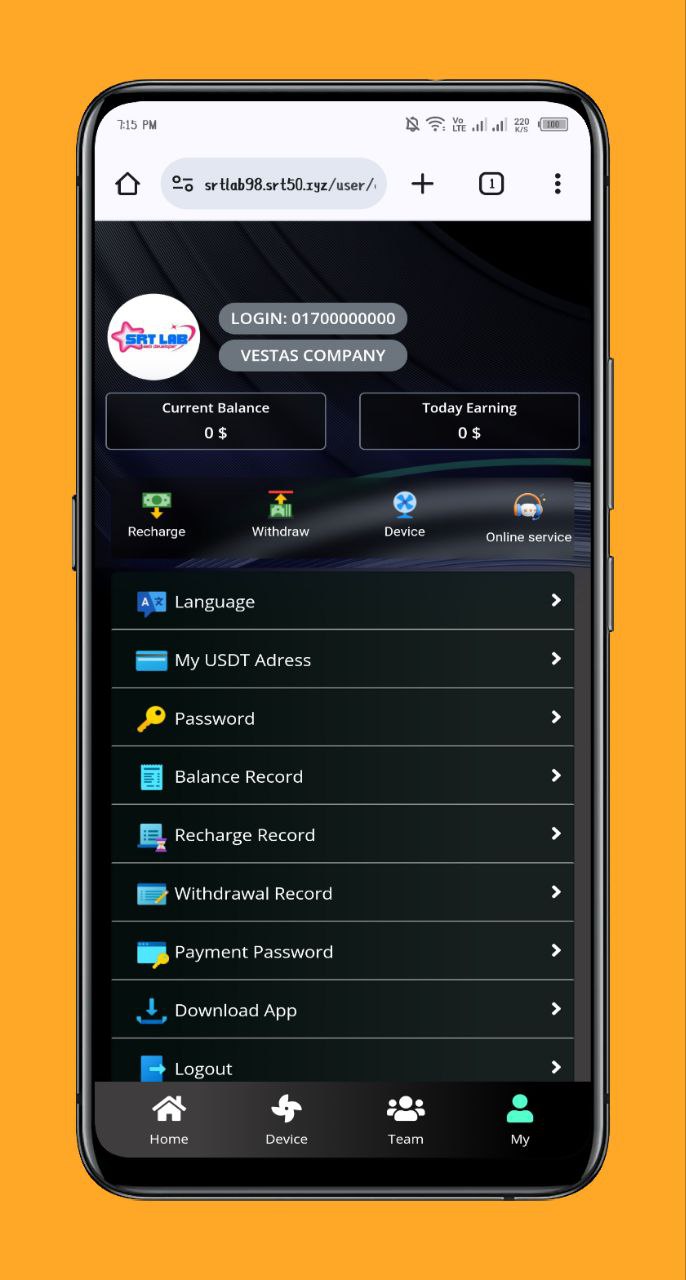 7:15 PM
Vo LTE
220 K/S
100
srtlab98.srt50.xyz/user/
1
SRT LAB
web developer
LOGIN: 01700000000
VESTAS COMPANY
Current Balance
0 $
Today Earning
0 $
Recharge
Withdraw
Device
Online service
Language
My USDT Adress
Password
Balance Record
Recharge Record
Withdrawal Record
Payment Password
Download App
Logout
Home
Device
Team
My